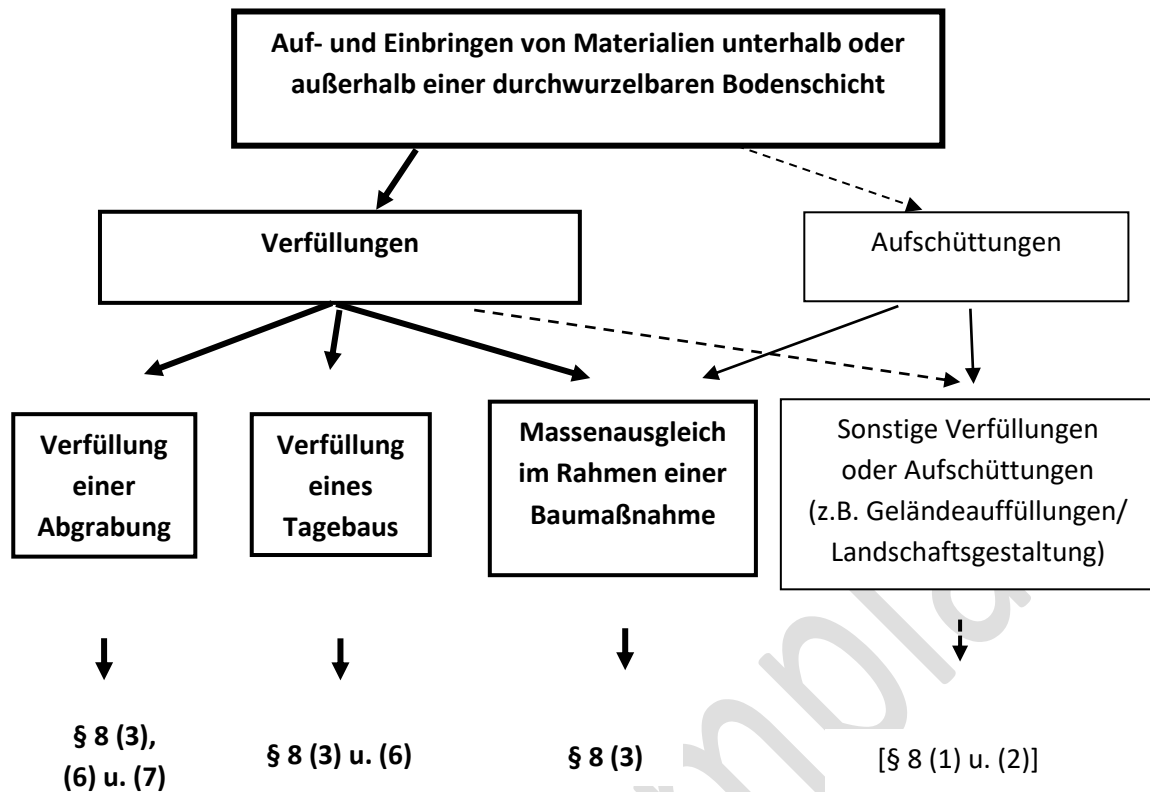 Auf- und Einbringen von Materialien unterhalb oder
außerhalb einer durchwurzelbaren Bodenschicht
Verfüllungen
Aufschüttungen
Verfüllung
einer
Abgrabung
Verfüllung
eines
Tagebaus
Massenausgleich
im Rahmen einer
Baumaßnahme
Sonstige Verfüllungen
oder Aufschüttungen
(z.B. Geländeauffüllungen/
Landschaftsgestaltung)
§ 8 (3),
(6) u. (7)
§ 8 (3) u. (6)
§ 8 (3)
[§ 8 (1) u. (2)]